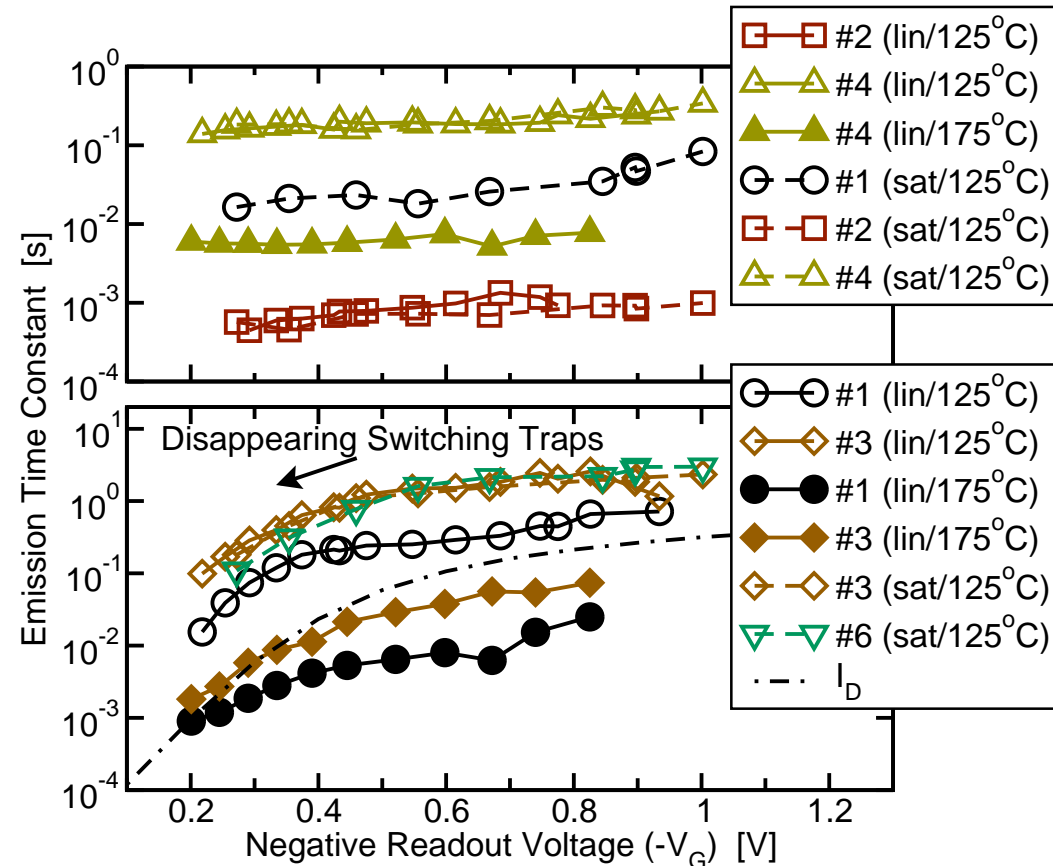 #2 (lin/125°C)
#4 (lin/125°C)
#4 (lin/175°C)
#1 (sat/125°C)
#2 (sat/125°C)
#4 (sat/125°C)
10⁰
10⁻¹
10⁻²
10⁻³
10⁻⁴
Emission Time Constant [s]
#1 (lin/125°C)
#3 (lin/125°C)
#1 (lin/175°C)
#3 (lin/175°C)
#3 (sat/125°C)
#6 (sat/125°C)
I_D
Disappearing Switching Traps
10¹
10⁰
10⁻¹
10⁻²
10⁻³
10⁻⁴
0.2 0.4 0.6 0.8 1 1.2
Negative Readout Voltage (-V_G) [V]